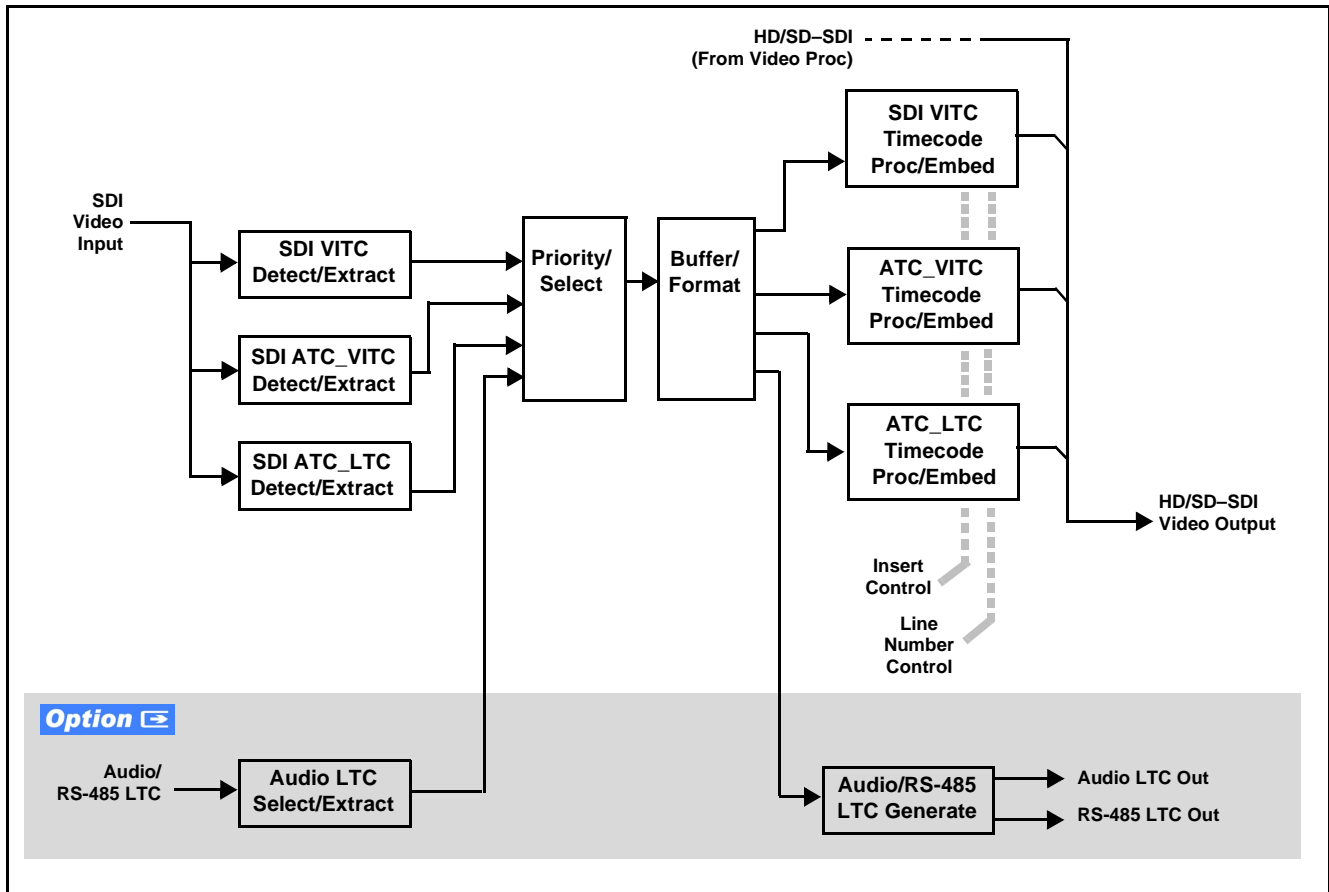 HD/SD–SDI
(From Video Proc)
SDI VITC
Timecode
Proc/Embed
SDI
Video
Input
SDI VITC
Detect/Extract
Priority/
Select
Buffer/
Format
ATC_VITC
Timecode
Proc/Embed
SDI ATC_VITC
Detect/Extract
ATC_LTC
Timecode
Proc/Embed
SDI ATC_LTC
Detect/Extract
HD/SD–SDI
Video Output
Insert
Control
Line
Number
Control
Option
Audio/
RS-485 LTC
Audio LTC
Select/Extract
Audio/RS-485
LTC Generate
Audio LTC Out
RS-485 LTC Out